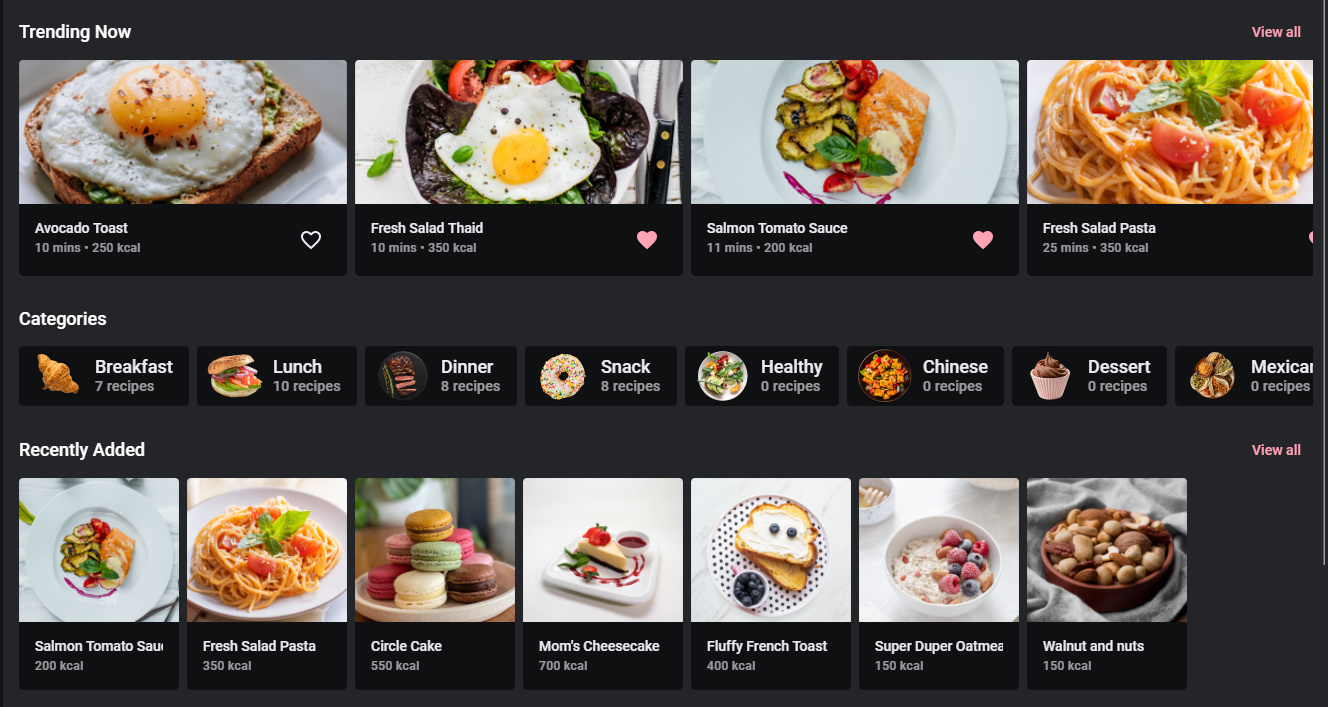 Trending Now
View all
Avocado Toast
10 mins • 250 kcal
Fresh Salad Thaid
10 mins • 350 kcal
Salmon Tomato Sauce
11 mins • 200 kcal
Fresh Salad Pasta
25 mins • 350 kcal
Categories
Breakfast
7 recipes
Lunch
10 recipes
Dinner
8 recipes
Snack
8 recipes
Healthy
0 recipes
Chinese
0 recipes
Dessert
0 recipes
Mexican
0 recipes
Recently Added
View all
Salmon Tomato Sau
200 kcal
Fresh Salad Pasta
350 kcal
Circle Cake
550 kcal
Mom's Cheesecake
700 kcal
Fluffy French Toast
400 kcal
Super Duper Oatmea
150 kcal
Walnut and nuts
150 kcal